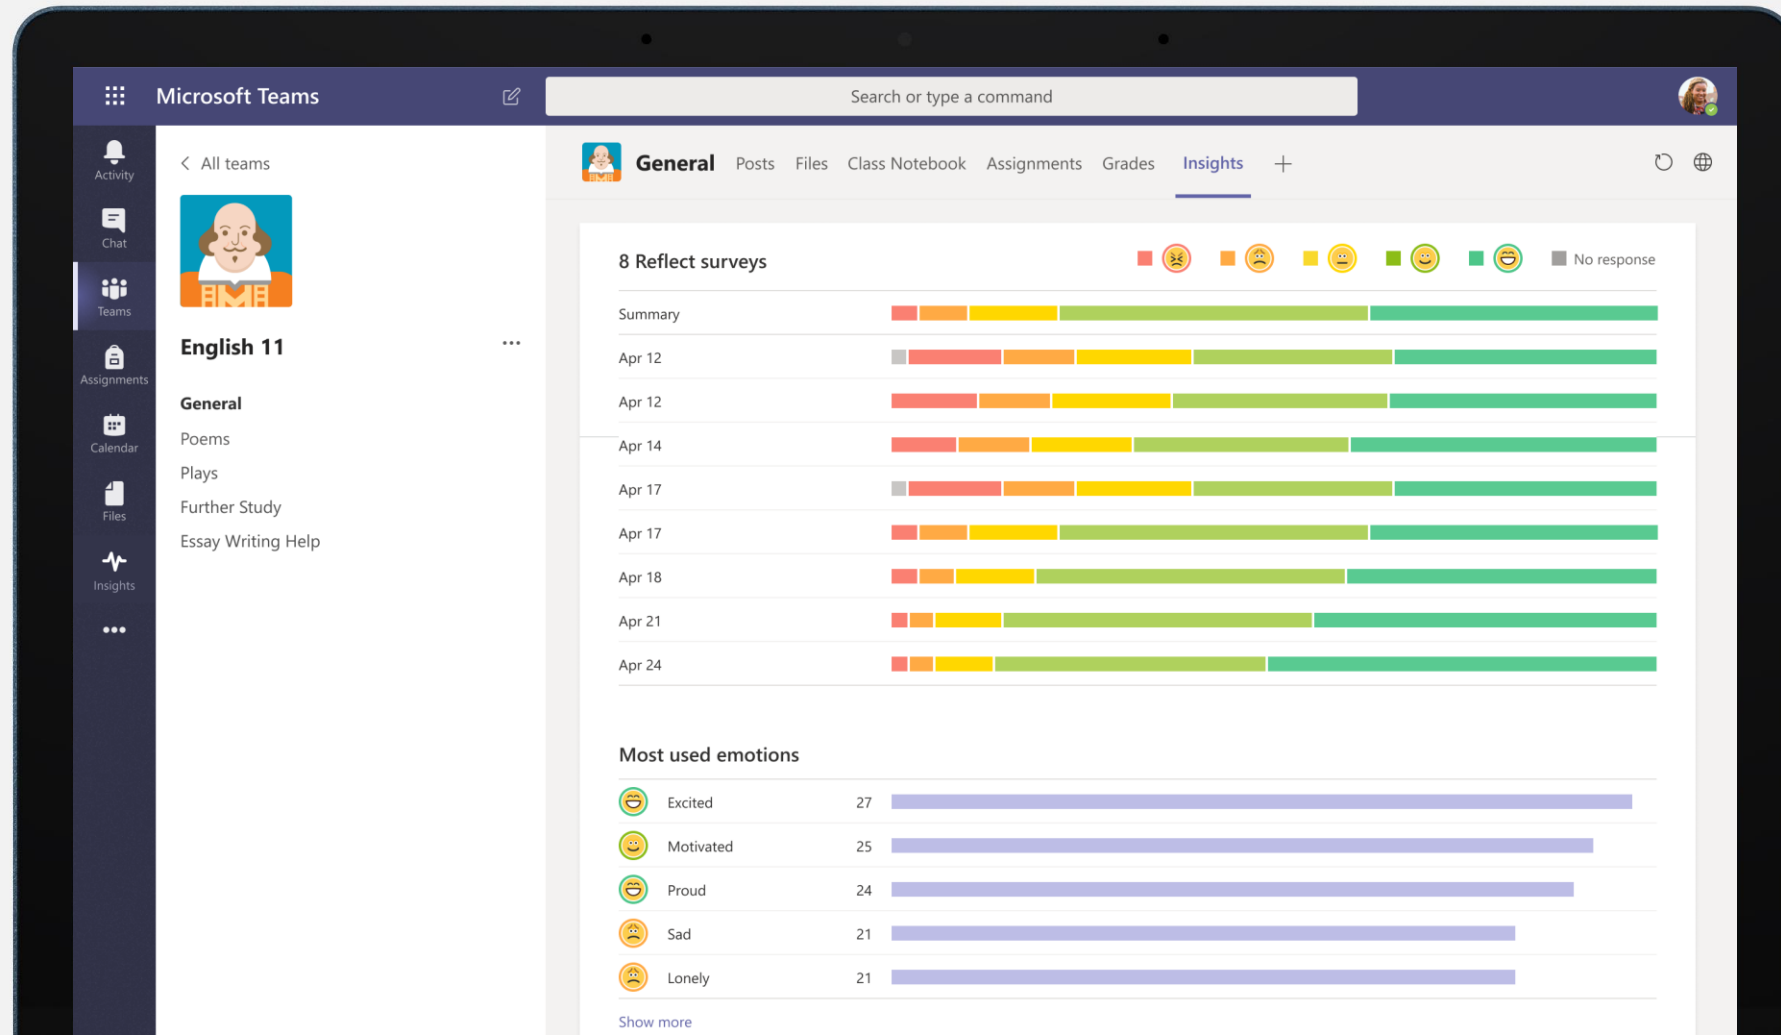 Microsoft Teams
Search or type a command
Activity
Chat
Teams
Assignments
Calendar
Files
Insights
All teams
English 11
General
Poems
Plays
Further Study
Essay Writing Help
General Posts Files Class Notebook Assignments Grades Insights
8 Reflect surveys
No response
Summary
Apr 12
Apr 12
Apr 14
Apr 17
Apr 17
Apr 18
Apr 21
Apr 24
Most used emotions
Excited 27
Motivated 25
Proud 24
Sad 21
Lonely 21
Show more